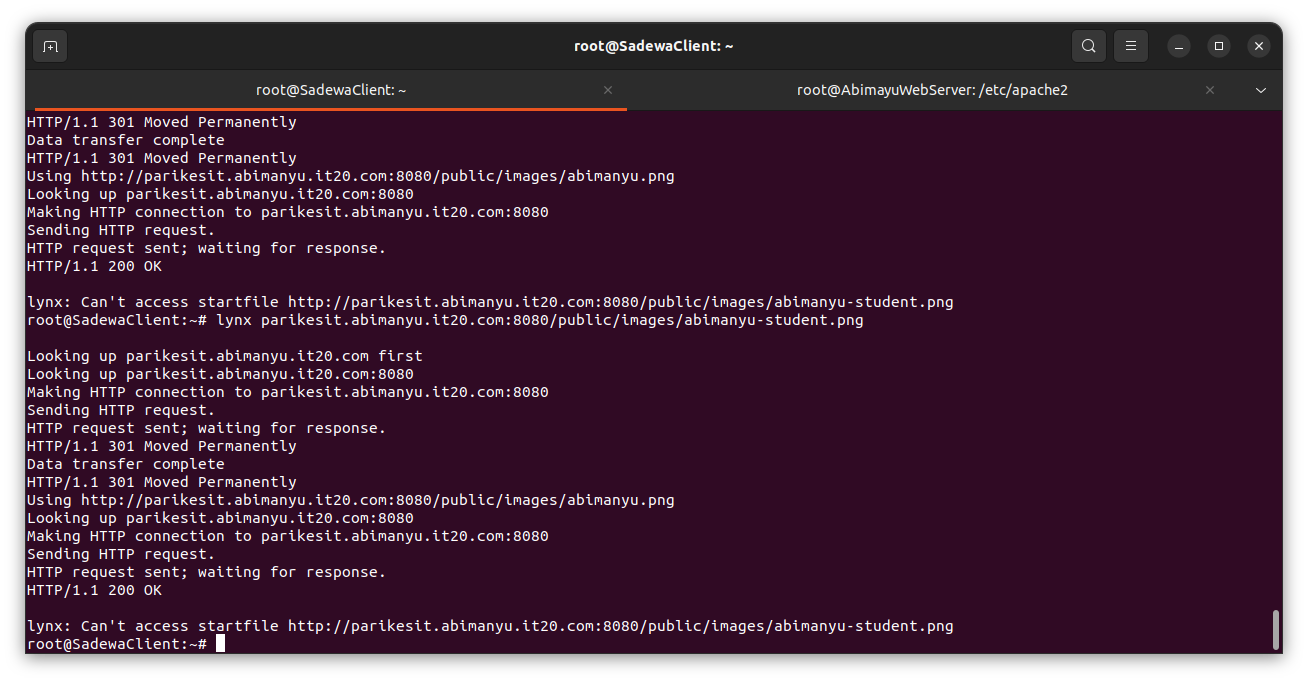 root@SadewaClient: ~
root@SadewaClient: ~
root@AbimayuWebServer: /etc/apache2
HTTP/1.1 301 Moved Permanently
Data transfer complete
HTTP/1.1 301 Moved Permanently
Using http://parikesit.abimanyu.it20.com:8080/public/images/abimanyu.png
Looking up parikesit.abimanyu.it20.com:8080
Making HTTP connection to parikesit.abimanyu.it20.com:8080
Sending HTTP request.
HTTP request sent; waiting for response.
HTTP/1.1 200 OK
lynx: Can't access startfile http://parikesit.abimanyu.it20.com:8080/public/images/abimanyu-student.png
root@SadewaClient:~# lynx parikesit.abimanyu.it20.com:8080/public/images/abimanyu-student.png
Looking up parikesit.abimanyu.it20.com first
Looking up parikesit.abimanyu.it20.com:8080
Making HTTP connection to parikesit.abimanyu.it20.com:8080
Sending HTTP request.
HTTP request sent; waiting for response.
HTTP/1.1 301 Moved Permanently
Data transfer complete
HTTP/1.1 301 Moved Permanently
Using http://parikesit.abimanyu.it20.com:8080/public/images/abimanyu.png
Looking up parikesit.abimanyu.it20.com:8080
Making HTTP connection to parikesit.abimanyu.it20.com:8080
Sending HTTP request.
HTTP request sent; waiting for response.
HTTP/1.1 200 OK
lynx: Can't access startfile http://parikesit.abimanyu.it20.com:8080/public/images/abimanyu-student.png
root@SadewaClient:~#